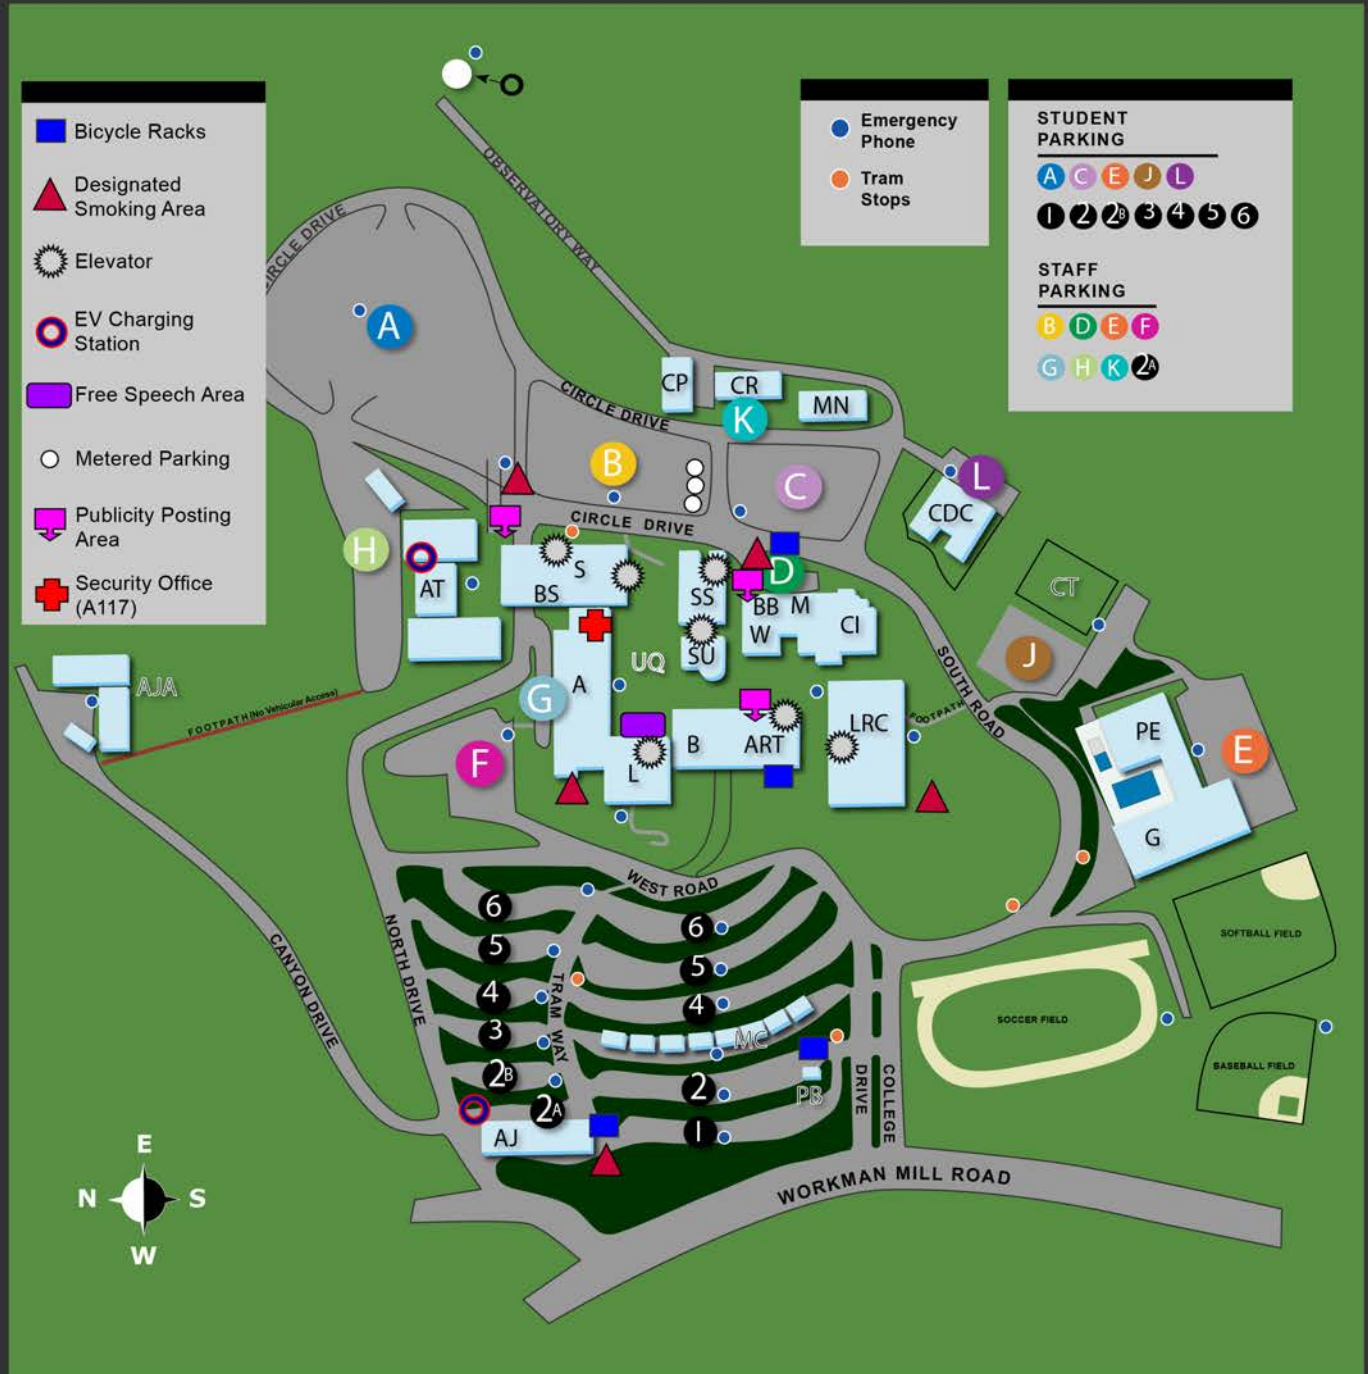 Bicycle Racks
Designated
Smoking Area
Elevator
EV Charging
Station
Free Speech Area
Metered Parking
Publicity Posting
Area
Security Office
(A117)
Emergency
Phone
Tram
Stops
STUDENT
PARKING
A C E J L
1 2 2B 3 4 5 6
STAFF
PARKING
B D E F
G H K 2A
OBSERVATORY WAY
CIRCLE DRIVE
A
CP
CR
MN
K
CIRCLE DRIVE
B
C
L
CDC
CIRCLE DRIVE
H
AT
S
BS
SS
SU
D
BB M
W
CI
CT
J
UQ
A
G
F
L
B
ART
LRC
FOOTPATH
SOUTH ROAD
PE
E
G
AJA
FOOTPATH (No Vehicular Access)
WEST ROAD
6
5
4
3
2B
2A
AJ
6
5
4
MC
2
1
PB
NORTH DRIVE
TRAM WAY
CANYON DRIVE
COLLEGE
DRIVE
SOFTBALL FIELD
SOCCER FIELD
BASEBALL FIELD
WORKMAN MILL ROAD
E
N S
W